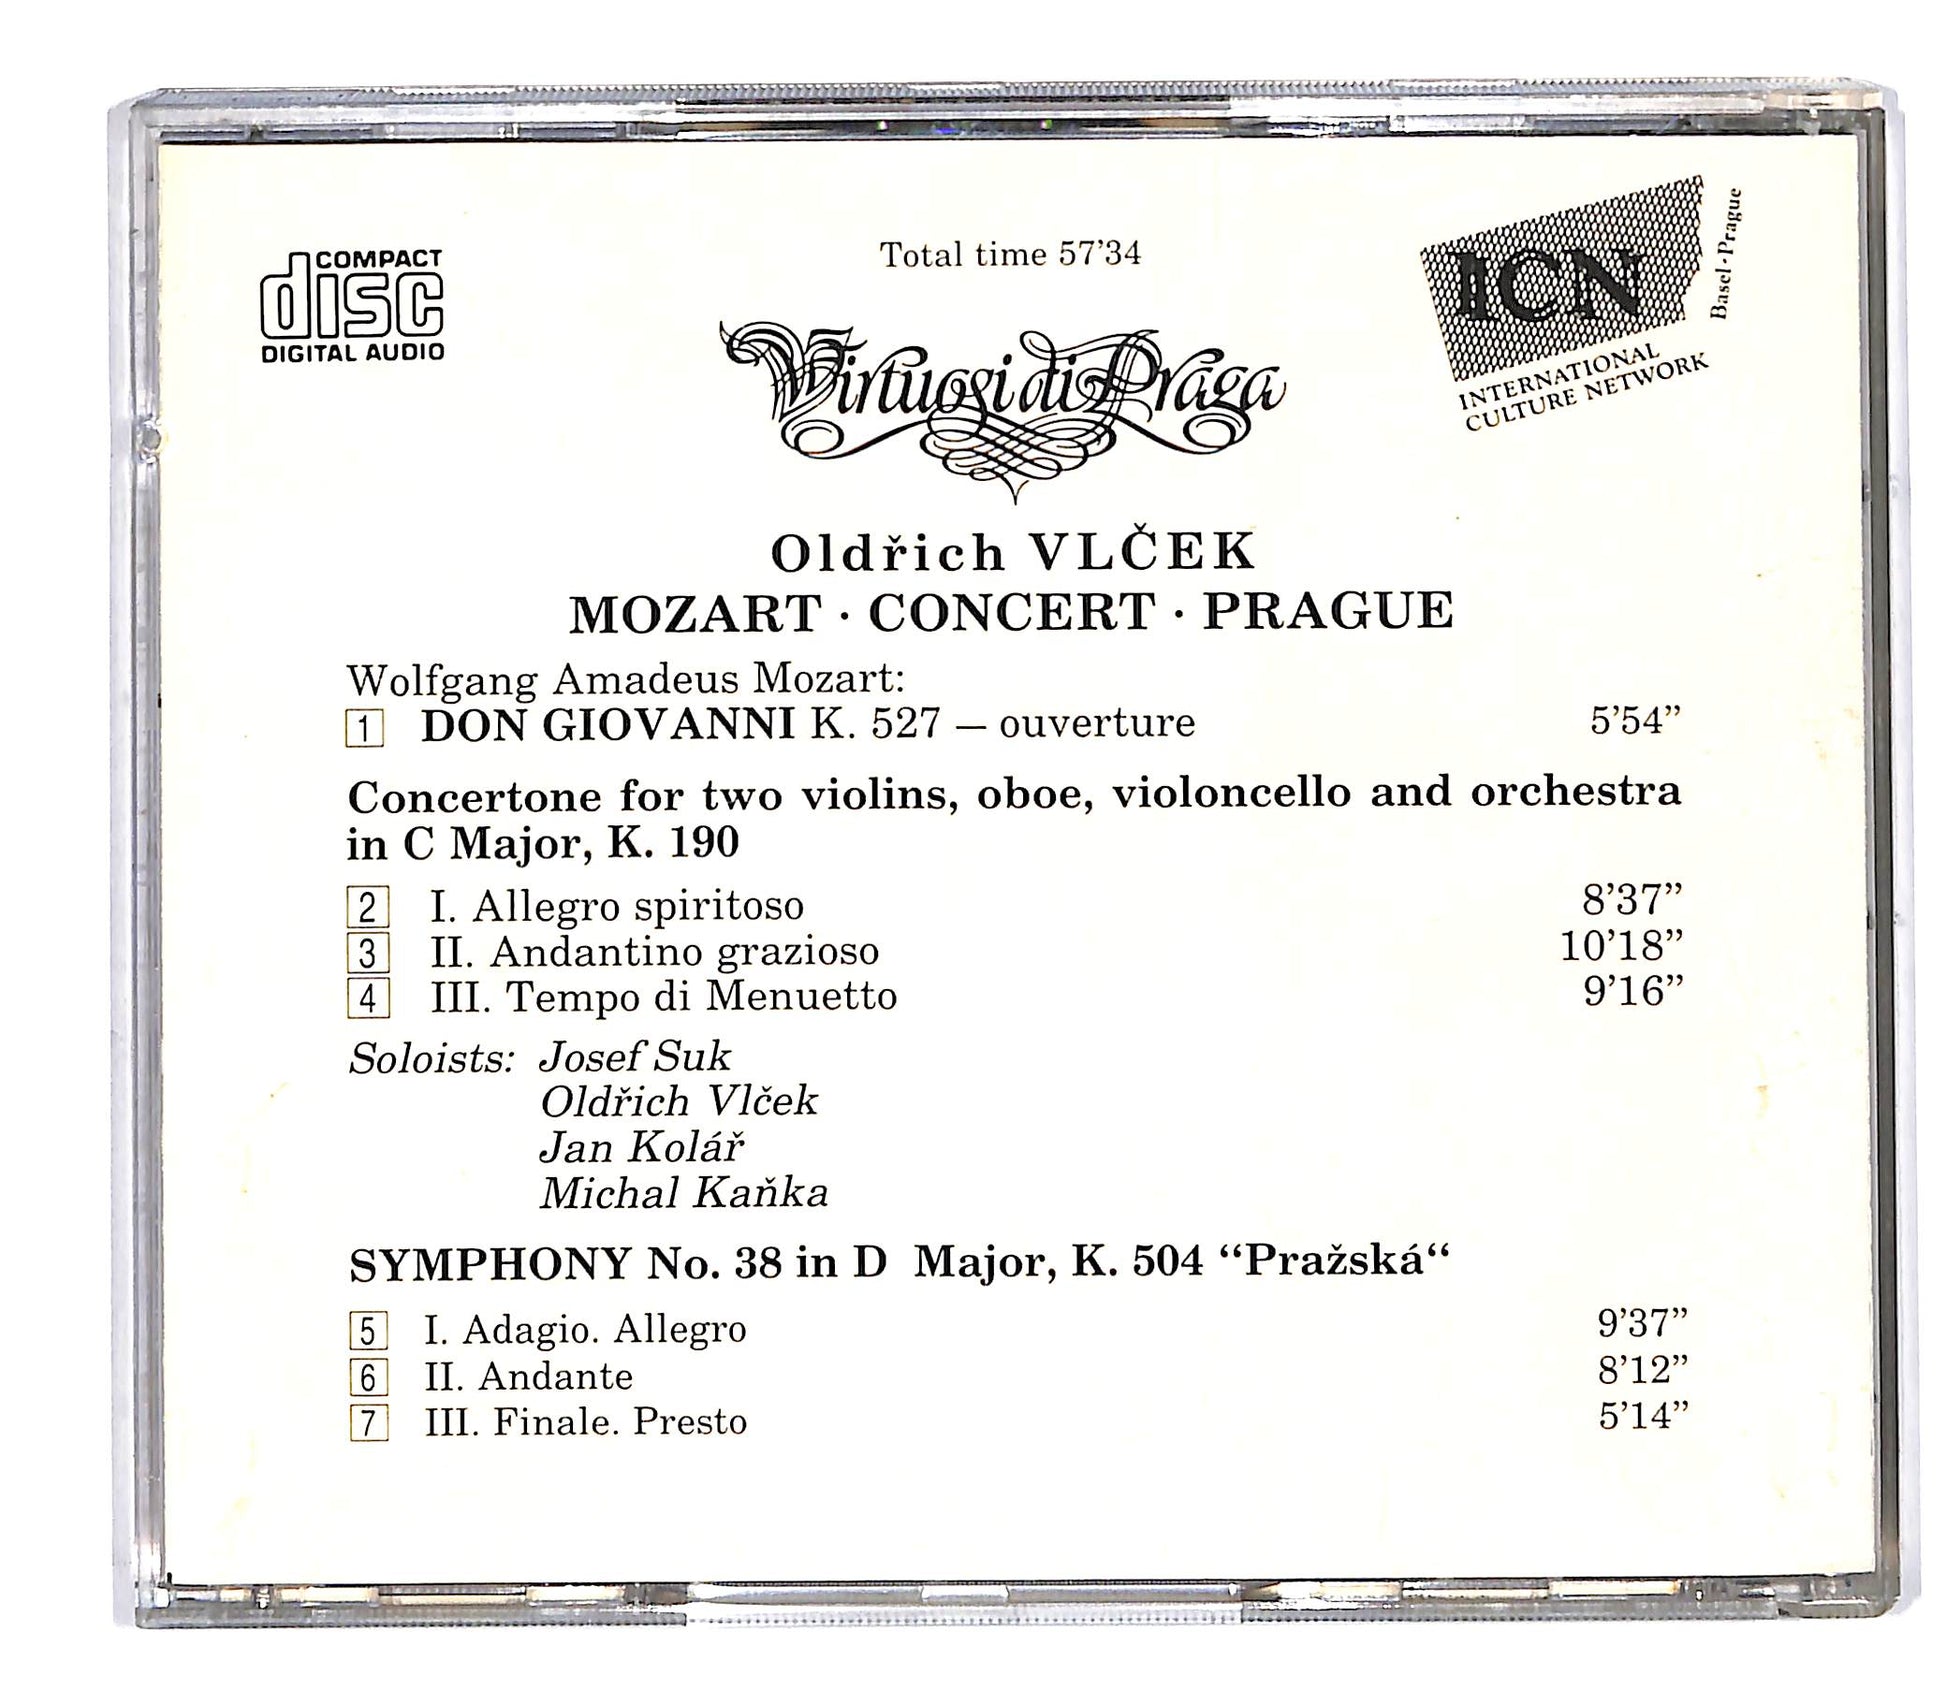 COMPACT
disc
DIGITAL AUDIO
Total time 57’34
ICN
Basel · Prague
INTERNATIONAL
CULTURE NETWORK
Virtuosi di Praga
Oldřich VLČEK
MOZART · CONCERT · PRAGUE
Wolfgang Amadeus Mozart:
1 DON GIOVANNI K. 527 – ouverture 5’54”
Concertone for two violins, oboe, violoncello and orchestra
in C Major, K. 190
2 I. Allegro spiritoso 8’37”
3 II. Andantino grazioso 10’18”
4 III. Tempo di Menuetto 9’16”
Soloists: Josef Suk
Oldřich Vlček
Jan Kolář
Michal Kaňka
SYMPHONY No. 38 in D Major, K. 504 “Pražská“
5 I. Adagio. Allegro 9’37”
6 II. Andante 8’12”
7 III. Finale. Presto 5’14”